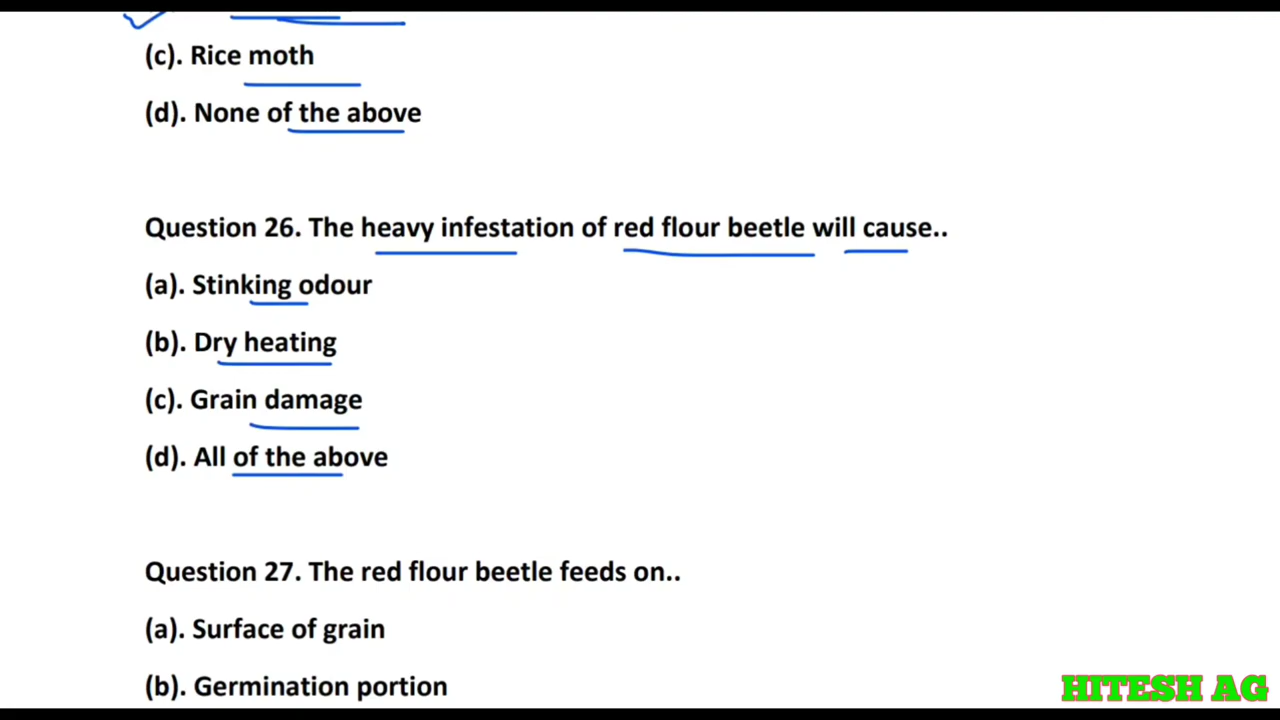 (c). Rice moth
(d). None of the above
Question 26. The heavy infestation of red flour beetle will cause..
(a). Stinking odour
(b). Dry heating
(c). Grain damage
(d). All of the above
Question 27. The red flour beetle feeds on..
(a). Surface of grain
(b). Germination portion
HITESH AG